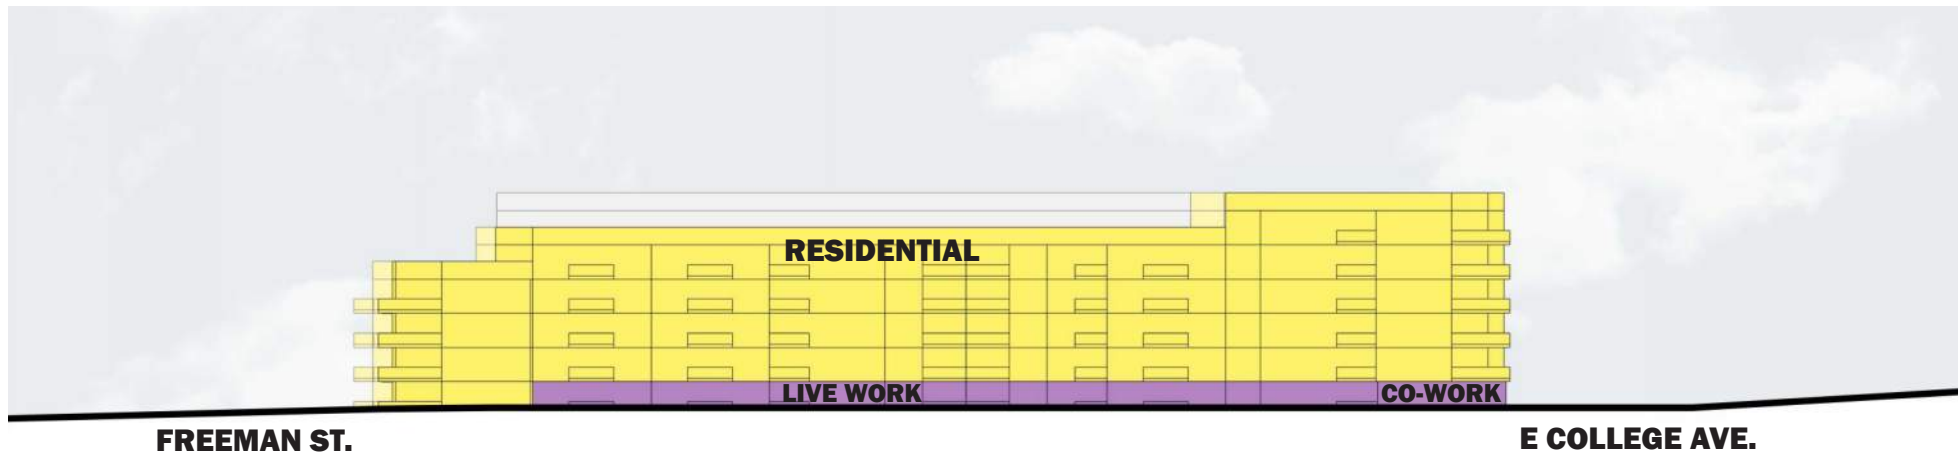 RESIDENTIAL
LIVE WORK
CO-WORK
FREEMAN ST.
E COLLEGE AVE.